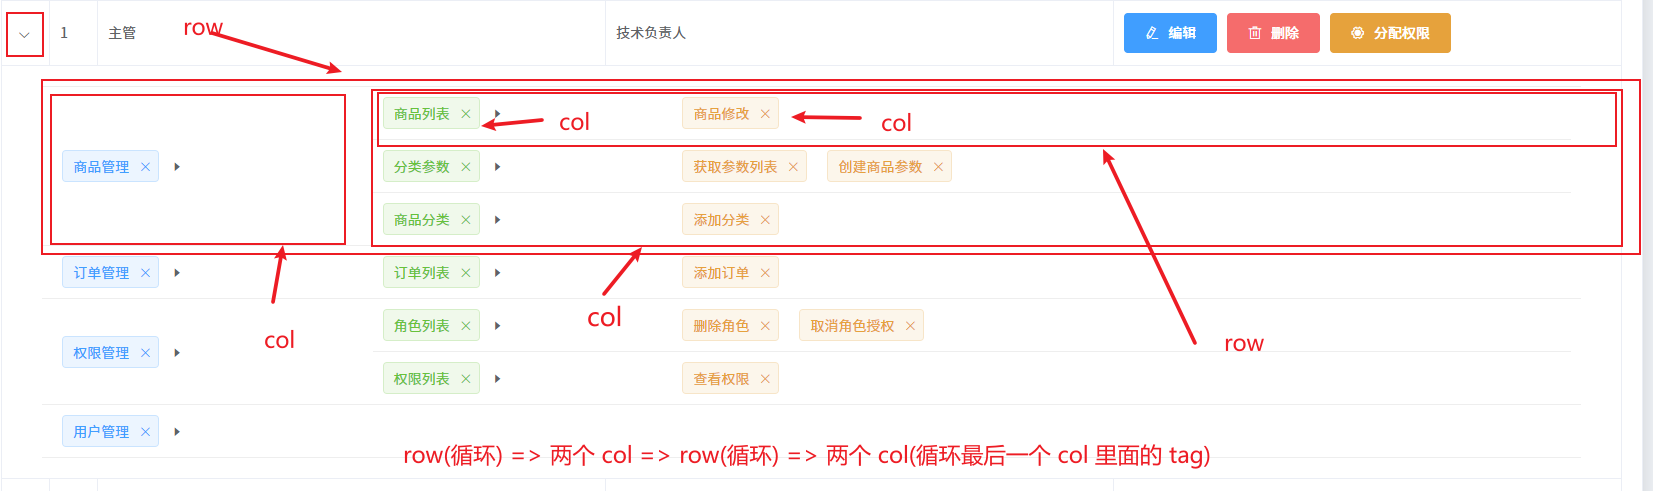 1 主管 row 技术负责人 编辑 删除 分配权限
商品列表 col 商品修改 col
商品管理 分类参数 获取参数列表 创建商品参数
商品分类 添加分类
订单管理 订单列表 添加订单
col
角色列表 删除角色 取消角色授权
col 权限管理 row
权限列表 查看权限
用户管理
row(循环) => 两个 col => row(循环) => 两个 col(循环最后一个 col 里面的 tag)